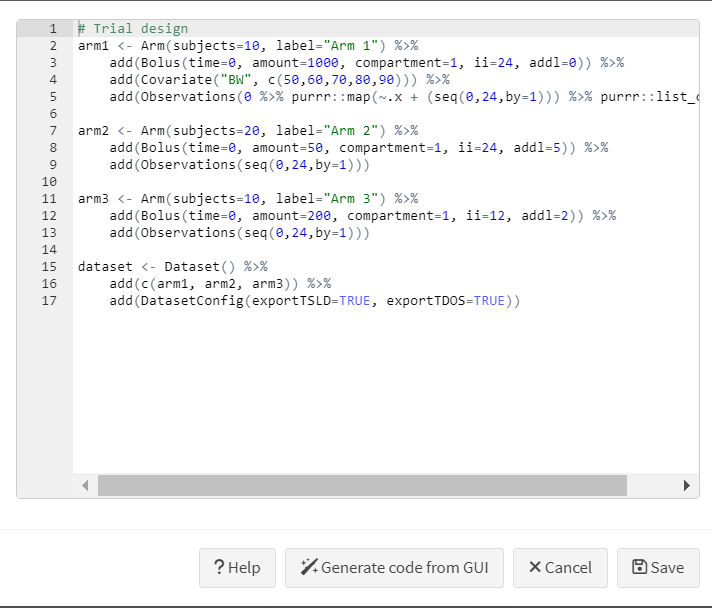 1 # Trial design
2 arm1 <- Arm(subjects=10, label="Arm 1") %>%
3 add(Bolus(time=0, amount=1000, compartment=1, ii=24, addl=0)) %>%
4 add(Covariate("BW", c(50,60,70,80,90))) %>%
5 add(Observations(0 %>% purrr::map(~.x + (seq(0,24,by=1))) %>% purrr::list_c
6
7 arm2 <- Arm(subjects=20, label="Arm 2") %>%
8 add(Bolus(time=0, amount=50, compartment=1, ii=24, addl=5)) %>%
9 add(Observations(seq(0,24,by=1)))
10
11 arm3 <- Arm(subjects=10, label="Arm 3") %>%
12 add(Bolus(time=0, amount=200, compartment=1, ii=12, addl=2)) %>%
13 add(Observations(seq(0,24,by=1)))
14
15 dataset <- Dataset() %>%
16 add(c(arm1, arm2, arm3)) %>%
17 add(DatasetConfig(exportTSLD=TRUE, exportTDOS=TRUE))
? Help Generate code from GUI Cancel Save